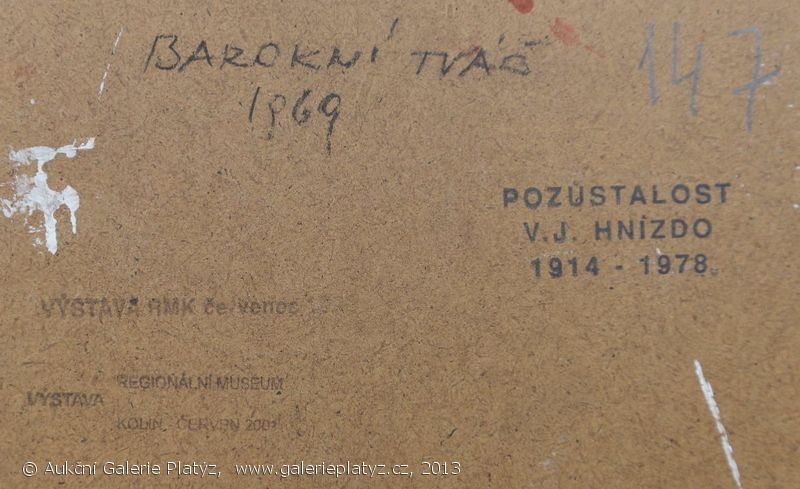 BAROKNÍ TVÁŘ
1969
147
POZŮSTALOST
V.J. HNÍZDO
1914 - 1978
VÝSTAVA RMK červenec
VÝSTAVA REGIONÁLNÍ MUSEUM
KOLÍN, ČERVEN 2001
© Aukční Galerie Platýz, www.galerieplatyz.cz, 2013